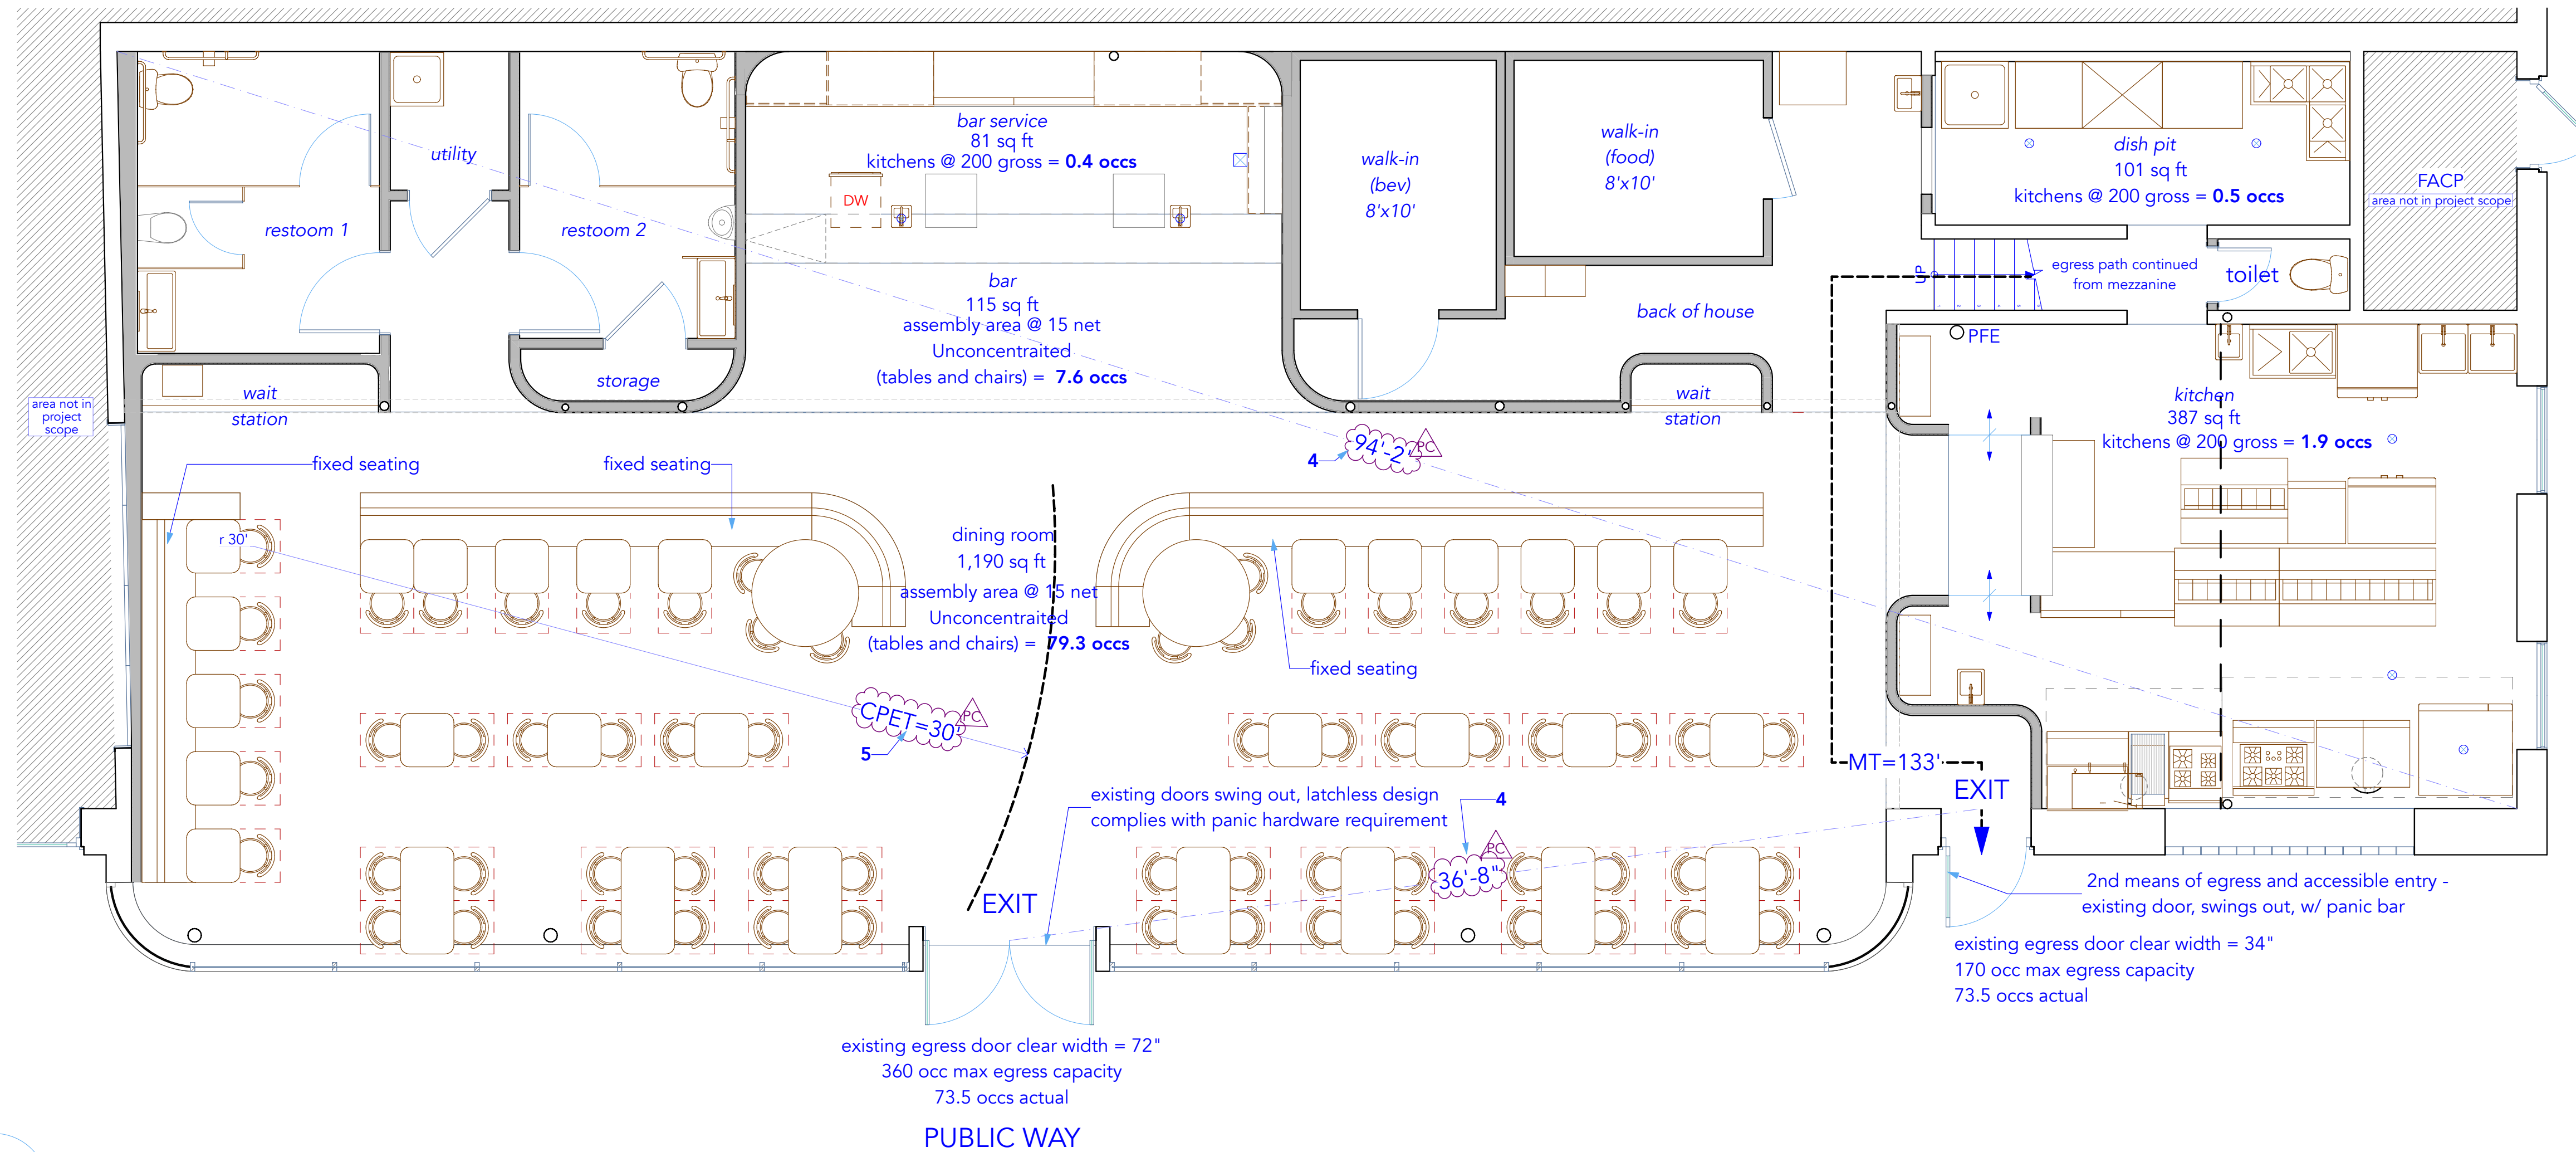 restoom 1
utility
restoom 2
bar service
81 sq ft
kitchens @ 200 gross = 0.4 occs
DW
walk-in
(bev)
8'x10'
walk-in
(food)
8'x10'
dish pit
101 sq ft
kitchens @ 200 gross = 0.5 occs
FACP
area not in project scope
bar
115 sq ft
assembly area @ 15 net
Unconcentraited
(tables and chairs) = 7.6 occs
back of house
UP
egress path continued
from mezzanine
toilet
PFE
storage
wait
station
wait
station
area not in
project
scope
kitchen
387 sq ft
kitchens @ 200 gross = 1.9 occs
fixed seating
fixed seating
4
94'-2"
PC
r 30'
dining room
1,190 sq ft
assembly area @ 15 net
Unconcentraited
(tables and chairs) = 79.3 occs
fixed seating
CPET=30'
PC
5
MT=133'
EXIT
existing doors swing out, latchless design
complies with panic hardware requirement
4
PC
36'-8"
EXIT
2nd means of egress and accessible entry -
existing door, swings out, w/ panic bar
existing egress door clear width = 34"
170 occ max egress capacity
73.5 occs actual
existing egress door clear width = 72"
360 occ max egress capacity
73.5 occs actual
PUBLIC WAY